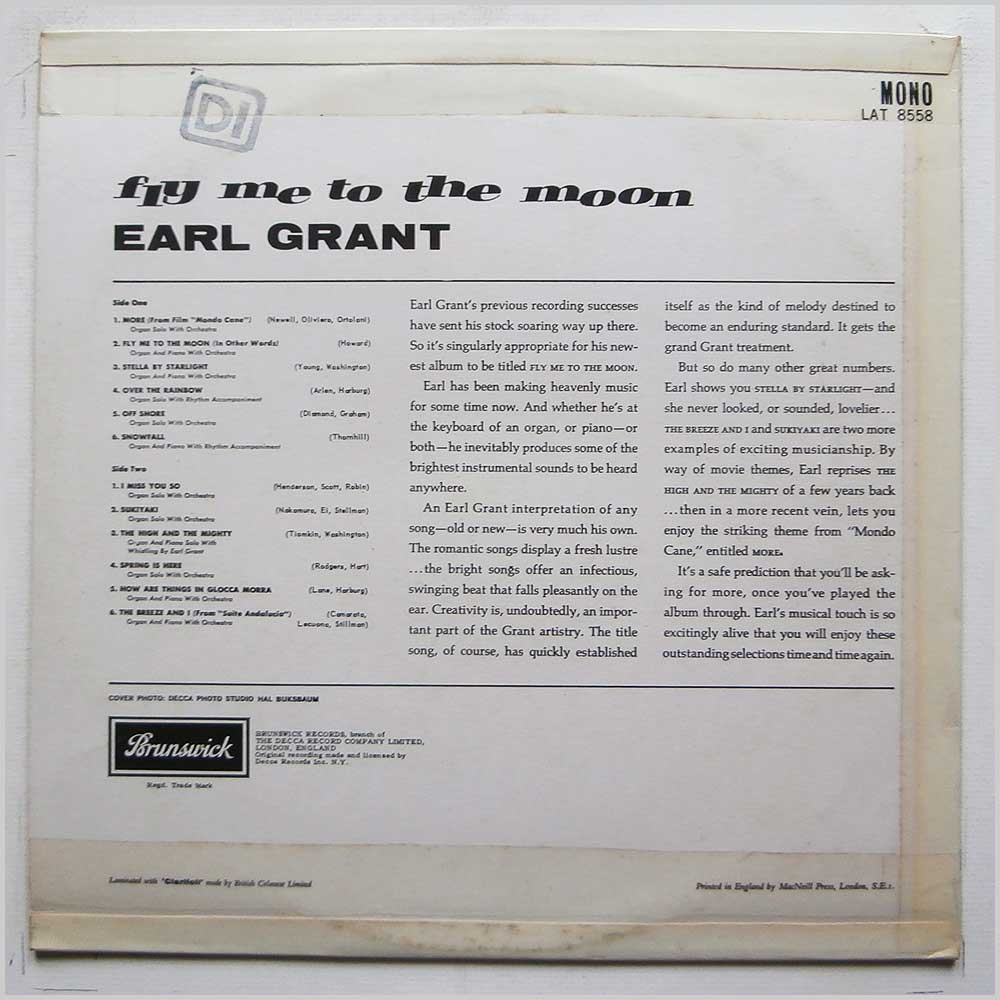 DI
MONO
LAT 8558
fly me to the moon
EARL GRANT
Side One
1. MORE (From Film "Mondo Cane") (Newell, Oliviero, Ortolani)
Organ Solo With Orchestra
2. FLY ME TO THE MOON (In Other Words) (Howard)
Organ And Piano With Orchestra
3. STELLA BY STARLIGHT (Young, Washington)
Organ And Piano With Orchestra
4. OVER THE RAINBOW (Arlen, Harburg)
Organ Solo With Rhythm Accompaniment
5. OFF SHORE (Diamond, Graham)
Organ Solo With Orchestra
6. SNOWFALL (Thornhill)
Organ And Piano With Rhythm Accompaniment
Side Two
1. I MISS YOU SO (Henderson, Scott, Robin)
Organ Solo With Orchestra
2. SUKIYAKI (Nakamura, Ei, Stellman)
Organ Solo With Orchestra
3. THE HIGH AND THE MIGHTY (Tiomkin, Washington)
Organ And Piano Solo With
Whistling By Earl Grant
4. SPRING IS HERE (Rodgers, Hart)
Organ Solo With Orchestra
5. HOW ARE THINGS IN GLOCCA MORRA (Lane, Harburg)
Organ And Piano With Orchestra
6. THE BREEZE AND I (From "Suite Andalucia") (Camarata,
Organ And Piano With Orchestra Lecuona, Stillman)
Earl Grant's previous recording successes
have sent his stock soaring way up there.
So it's singularly appropriate for his new-
est album to be titled FLY ME TO THE MOON.
Earl has been making heavenly music
for some time now. And whether he's at
the keyboard of an organ, or piano—or
both—he inevitably produces some of the
brightest instrumental sounds to be heard
anywhere.
An Earl Grant interpretation of any
song—old or new—is very much his own.
The romantic songs display a fresh lustre
...the bright songs offer an infectious,
swinging beat that falls pleasantly on the
ear. Creativity is, undoubtedly, an impor-
tant part of the Grant artistry. The title
song, of course, has quickly established
itself as the kind of melody destined to
become an enduring standard. It gets the
grand Grant treatment.
But so do many other great numbers.
Earl shows you STELLA BY STARLIGHT—and
she never looked, or sounded, lovelier...
THE BREEZE AND I and SUKIYAKI are two more
examples of exciting musicianship. By
way of movie themes, Earl reprises THE
HIGH AND THE MIGHTY of a few years back
...then in a more recent vein, lets you
enjoy the striking theme from "Mondo
Cane," entitled MORE.
It's a safe prediction that you'll be ask-
ing for more, once you've played the
album through. Earl's musical touch is so
excitingly alive that you will enjoy these
outstanding selections time and time again.
COVER PHOTO: DECCA PHOTO STUDIO HAL BUKSBAUM
Brunswick
Regd. Trade Mark
BRUNSWICK RECORDS, branch of
THE DECCA RECORD COMPANY LIMITED,
LONDON, ENGLAND
Original recording made and licensed by
Decca Records Inc. N.Y.
Laminated with 'Clarifoil' made by British Celanese Limited
Printed in England by MacNeill Press, London, S.E.1.